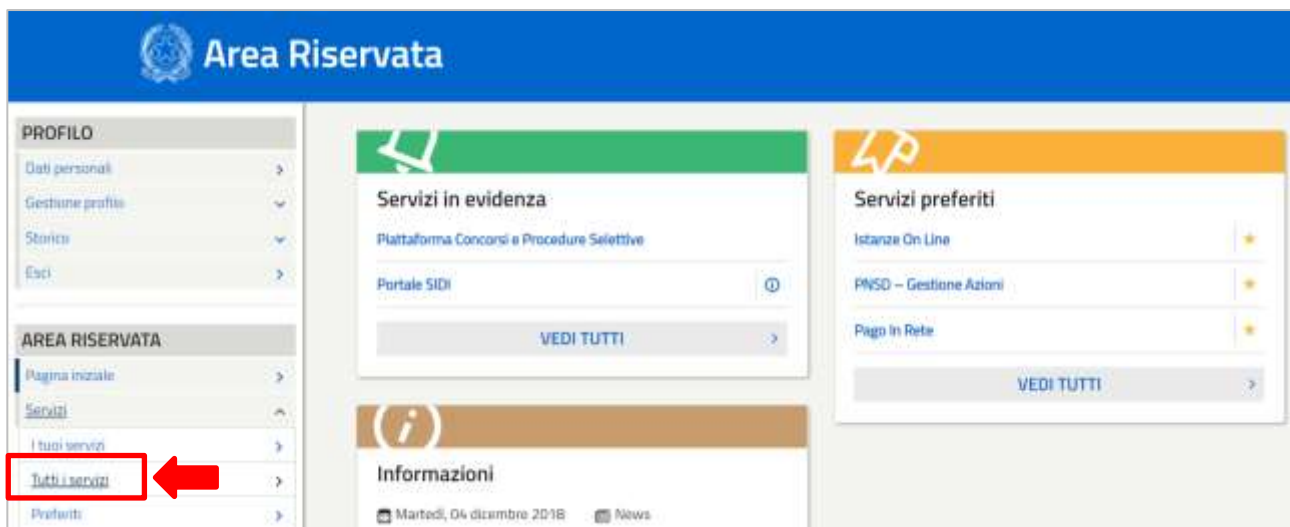 Area Riservata
PROFILO
Dati personali
Gestione profilo
Storico
Esci
AREA RISERVATA
Pagina iniziale
Servizi
I tuoi servizi
Tutti i servizi
Preferiti
Servizi in evidenza
Piattaforma Concorsi e Procedure Selettive
Portale SIDI
VEDI TUTTI
Informazioni
Martedì, 04 dicembre 2018 News
Servizi preferiti
Istanze On Line
PNSD – Gestione Azioni
Pago In Rete
VEDI TUTTI